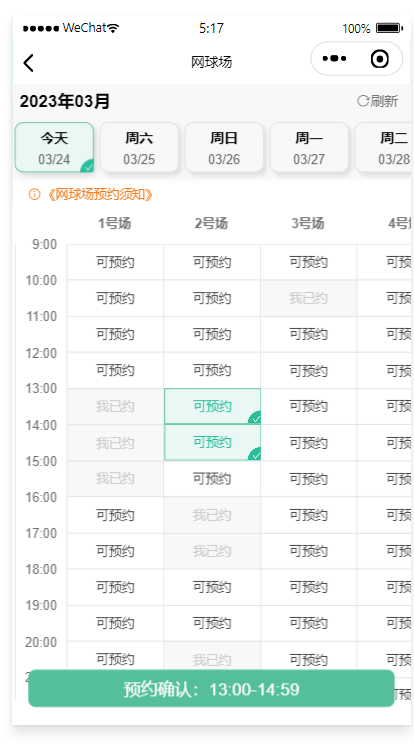 WeChat 5:17 100%
网球场
2023年03月 刷新
今天 周六 周日 周一 周二
03/24 03/25 03/26 03/27 03/28
《网球场预约须知》
1号场 2号场 3号场 4号
9:00
可预约 可预约 可预约 可预
10:00
可预约 可预约 我已约 可预
11:00
可预约 可预约 可预约 可预
12:00
可预约 可预约 可预约 可预
13:00
我已约 可预约 可预约 可预
14:00
我已约 可预约 可预约 可预
15:00
我已约 可预约 可预约 可预
16:00
可预约 我已约 可预约 可预
17:00
可预约 我已约 可预约 可预
18:00
可预约 可预约 可预约 可预
19:00
可预约 可预约 可预约 可预
20:00
可预约 我已约 可预约 可预
预约确认：13:00-14:59